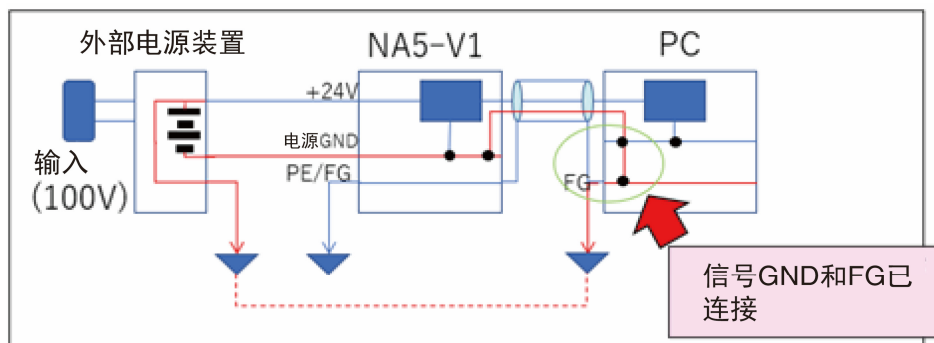 外部电源装置
NA5-V1
PC
+24V
电源GND
输入
(100V)
PE/FG
FG
信号GND和FG已
连接